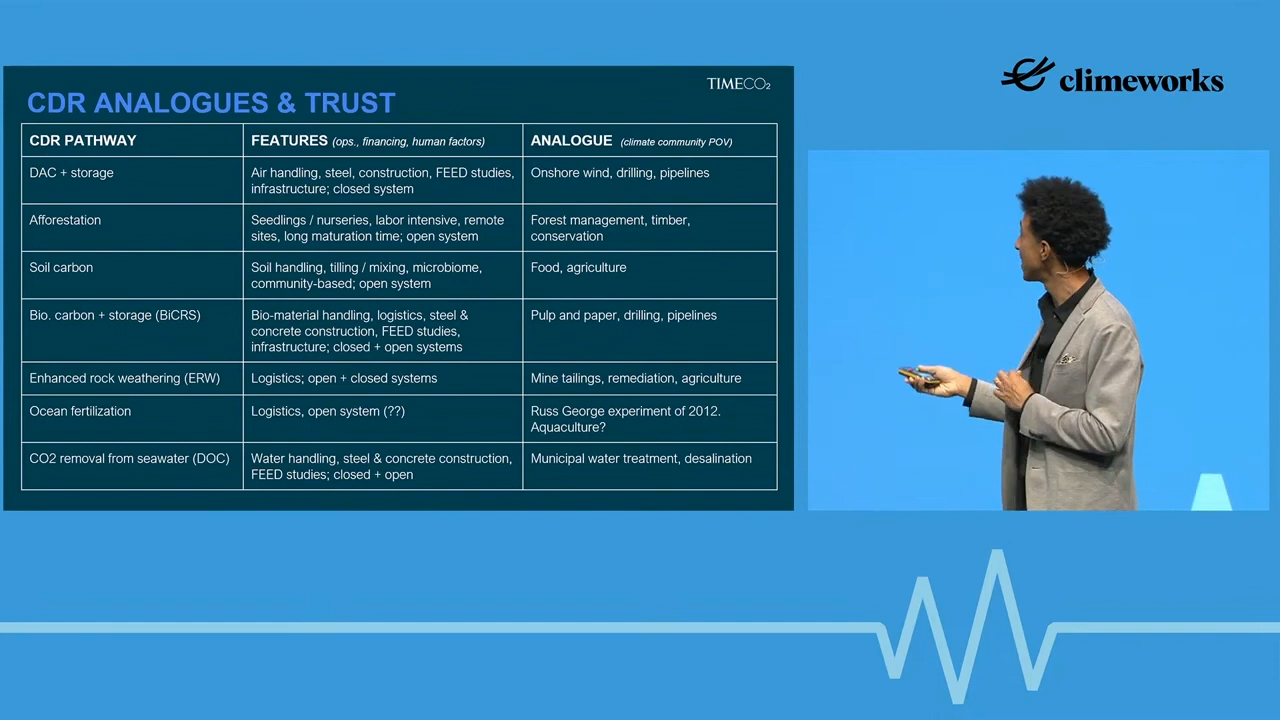 climeworks
TIMECO₂
CDR ANALOGUES & TRUST
CDR PATHWAY
FEATURES (ops., financing, human factors)
ANALOGUE (climate community POV)
DAC + storage
Air handling, steel, construction, FEED studies,
infrastructure; closed system
Onshore wind, drilling, pipelines
Afforestation
Seedlings / nurseries, labor intensive, remote
sites, long maturation time; open system
Forest management, timber,
conservation
Soil carbon
Soil handling, tilling / mixing, microbiome,
community-based; open system
Food, agriculture
Bio. carbon + storage (BiCRS)
Bio-material handling, logistics, steel &
concrete construction, FEED studies,
infrastructure; closed + open systems
Pulp and paper, drilling, pipelines
Enhanced rock weathering (ERW)
Logistics; open + closed systems
Mine tailings, remediation, agriculture
Ocean fertilization
Logistics, open system (??)
Russ George experiment of 2012.
Aquaculture?
CO2 removal from seawater (DOC)
Water handling, steel & concrete construction,
FEED studies; closed + open
Municipal water treatment, desalination